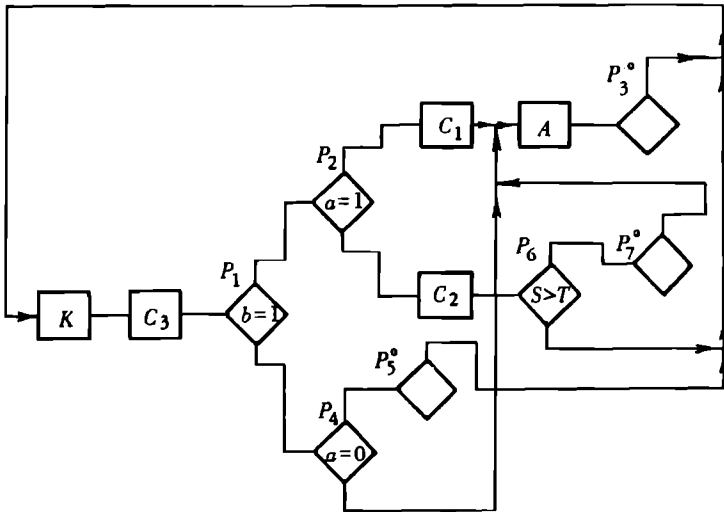 P₃°
C₁
A
P₂
a=1
P₆
P₇°
P₁
C₂
S>T
K
C₃
b=1
P₅°
P₄
a=0